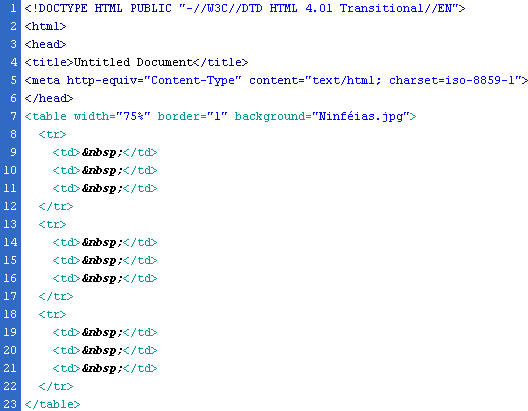 1 <!DOCTYPE HTML PUBLIC "-//W3C//DTD HTML 4.01 Transitional//EN">
2 <html>
3 <head>
4 <title>Untitled Document</title>
5 <meta http-equiv="Content-Type" content="text/html; charset=iso-8859-1">
6 </head>
7 <table width="75%" border="1" background="Ninféias.jpg">
8 <tr>
9 <td>&nbsp;</td>
10 <td>&nbsp;</td>
11 <td>&nbsp;</td>
12 </tr>
13 <tr>
14 <td>&nbsp;</td>
15 <td>&nbsp;</td>
16 <td>&nbsp;</td>
17 </tr>
18 <tr>
19 <td>&nbsp;</td>
20 <td>&nbsp;</td>
21 <td>&nbsp;</td>
22 </tr>
23 </table>